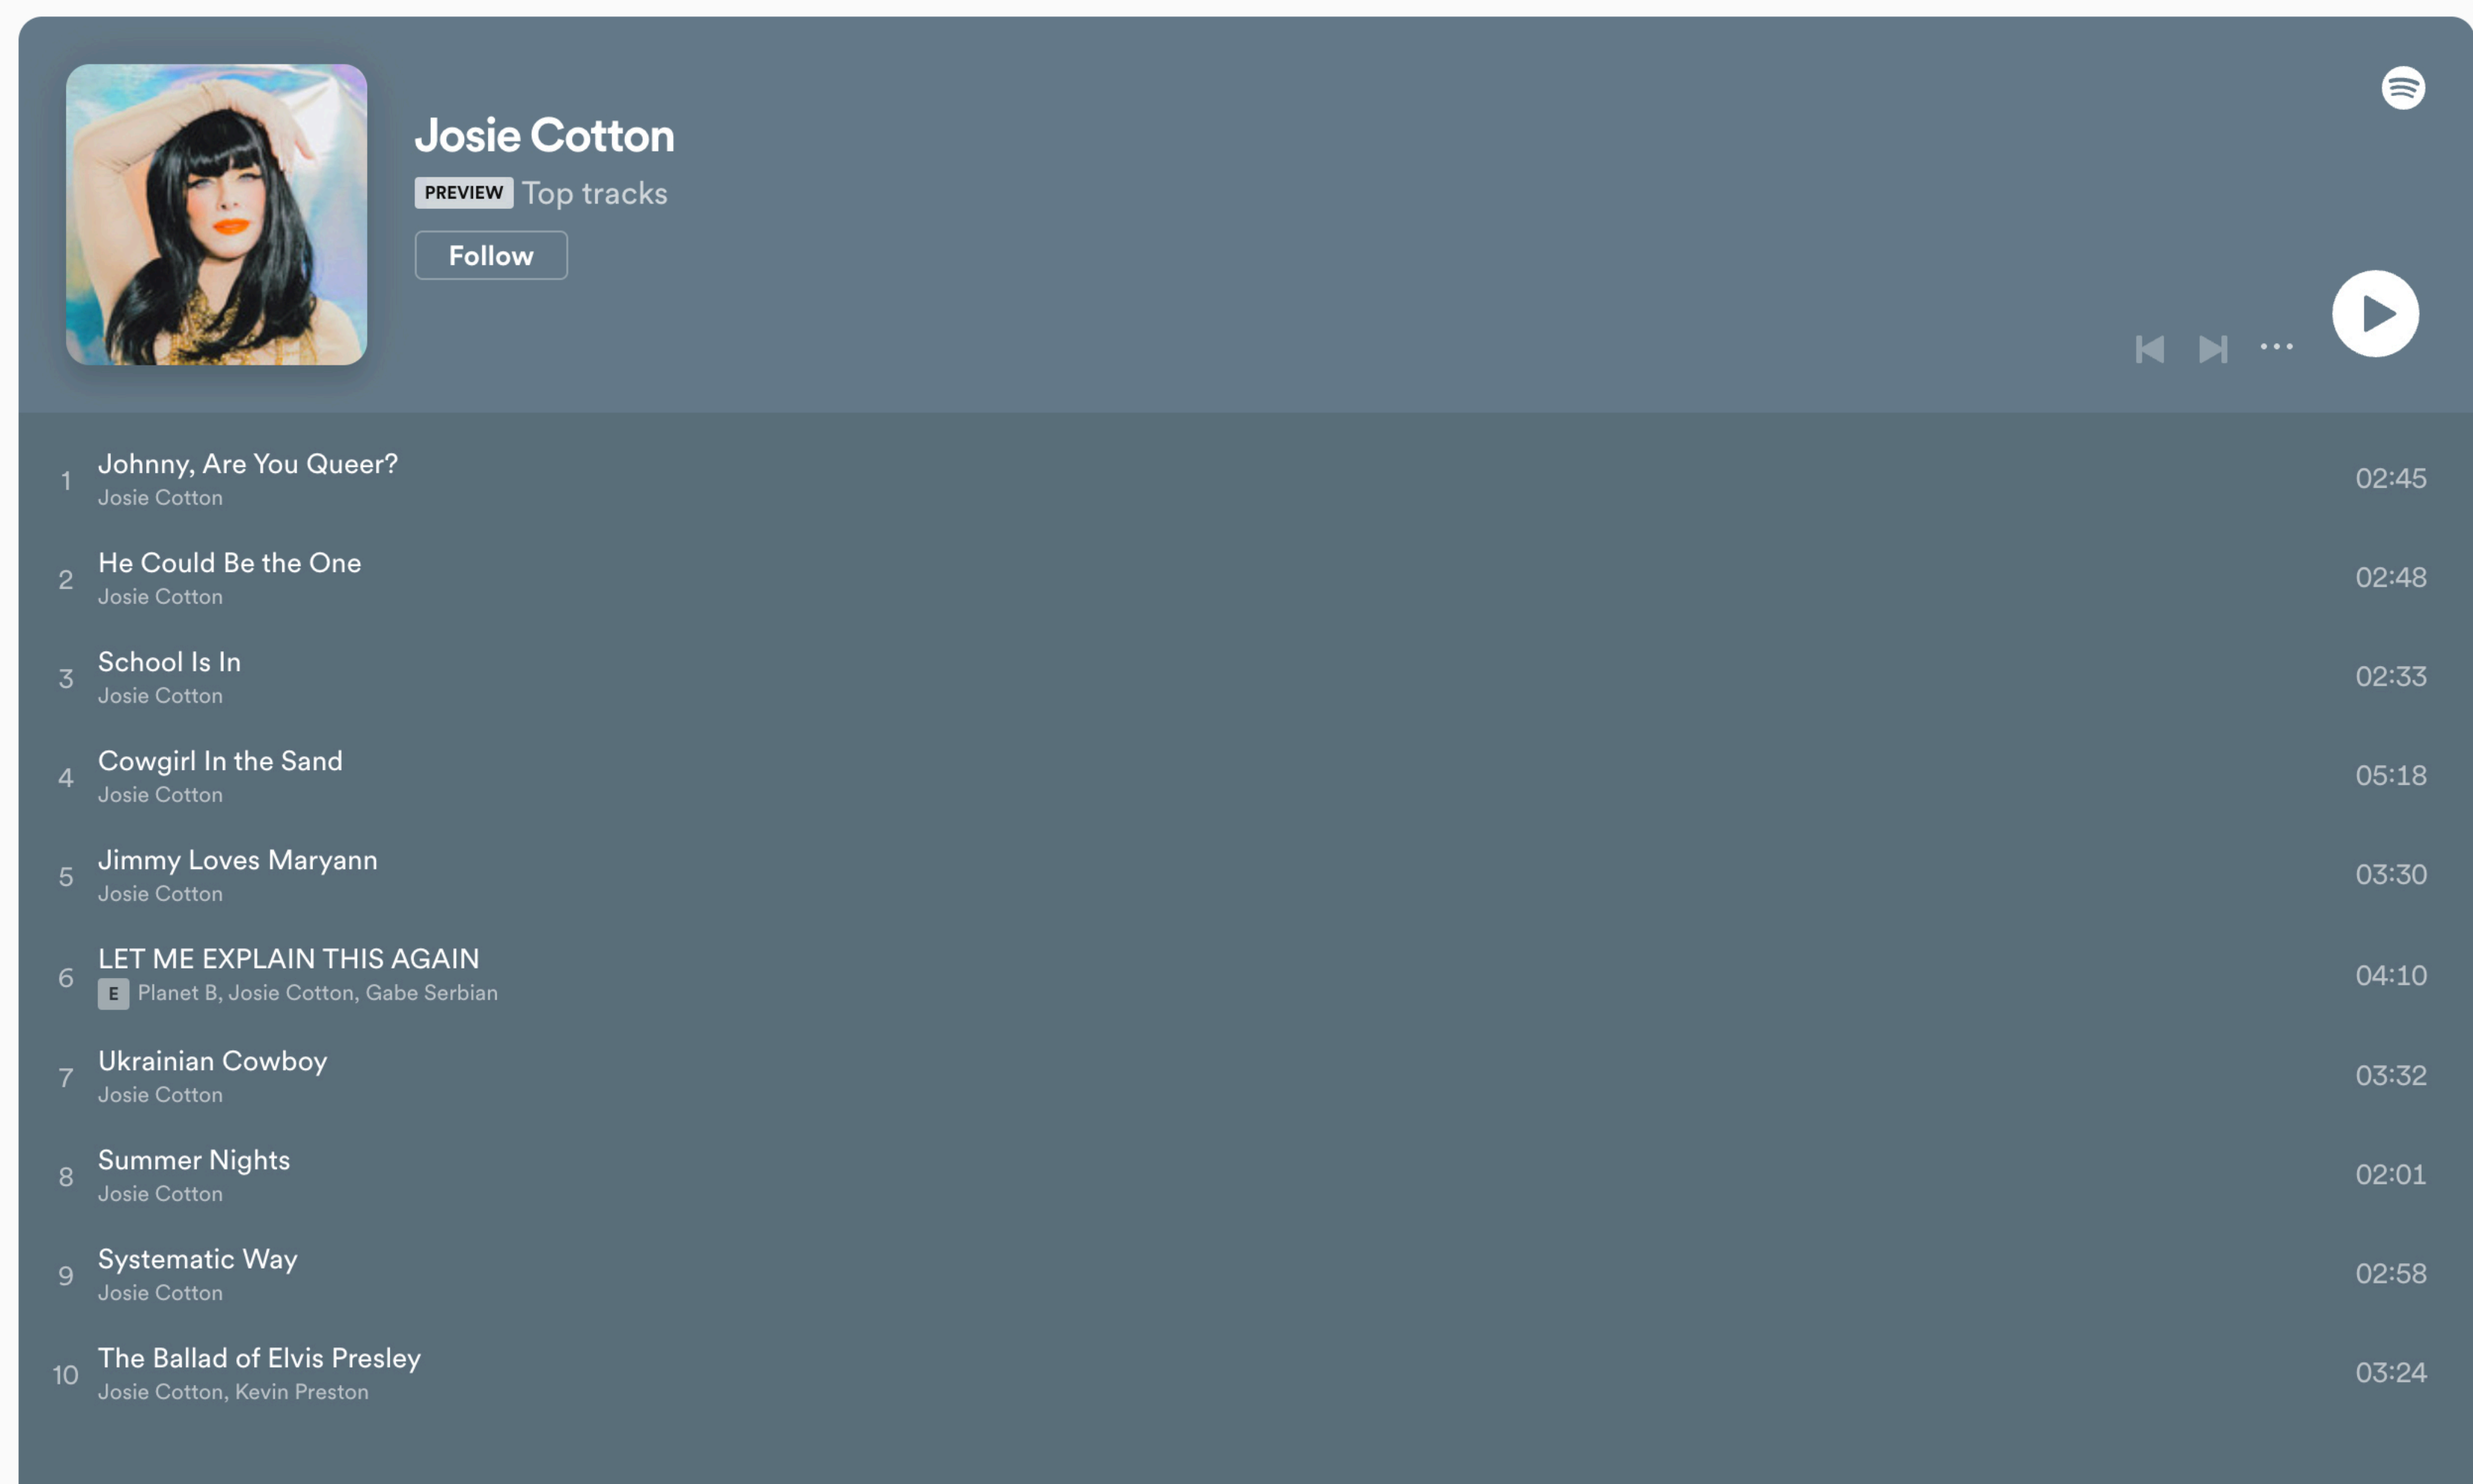 Josie Cotton
PREVIEW Top tracks
Follow
1 Johnny, Are You Queer? 02:45
Josie Cotton
2 He Could Be the One 02:48
Josie Cotton
3 School Is In 02:33
Josie Cotton
4 Cowgirl In the Sand 05:18
Josie Cotton
5 Jimmy Loves Maryann 03:30
Josie Cotton
6 LET ME EXPLAIN THIS AGAIN 04:10
E Planet B, Josie Cotton, Gabe Serbian
7 Ukrainian Cowboy 03:32
Josie Cotton
8 Summer Nights 02:01
Josie Cotton
9 Systematic Way 02:58
Josie Cotton
10 The Ballad of Elvis Presley 03:24
Josie Cotton, Kevin Preston